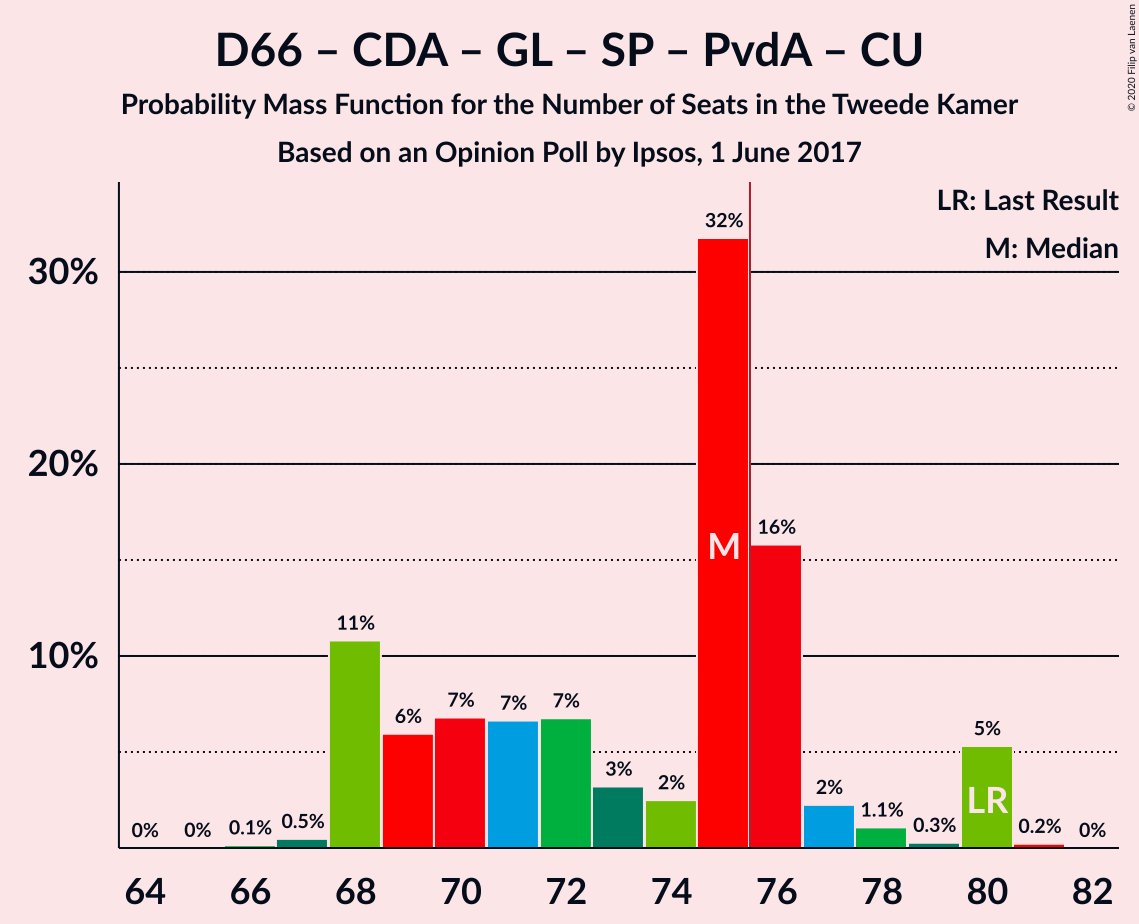 D66 – CDA – GL – SP – PvdA – CU
Probability Mass Function for the Number of Seats in the Tweede Kamer
Based on an Opinion Poll by Ipsos, 1 June 2017
© 2020 Filip van Laenen
LR: Last Result
M: Median
30%
20%
10%
0% 0% 0.1% 0.5% 11% 6% 7% 7% 7% 3% 2% 32% 16% 2% 1.1% 0.3% 5% 0.2% 0%
M
LR
64 66 68 70 72 74 76 78 80 82